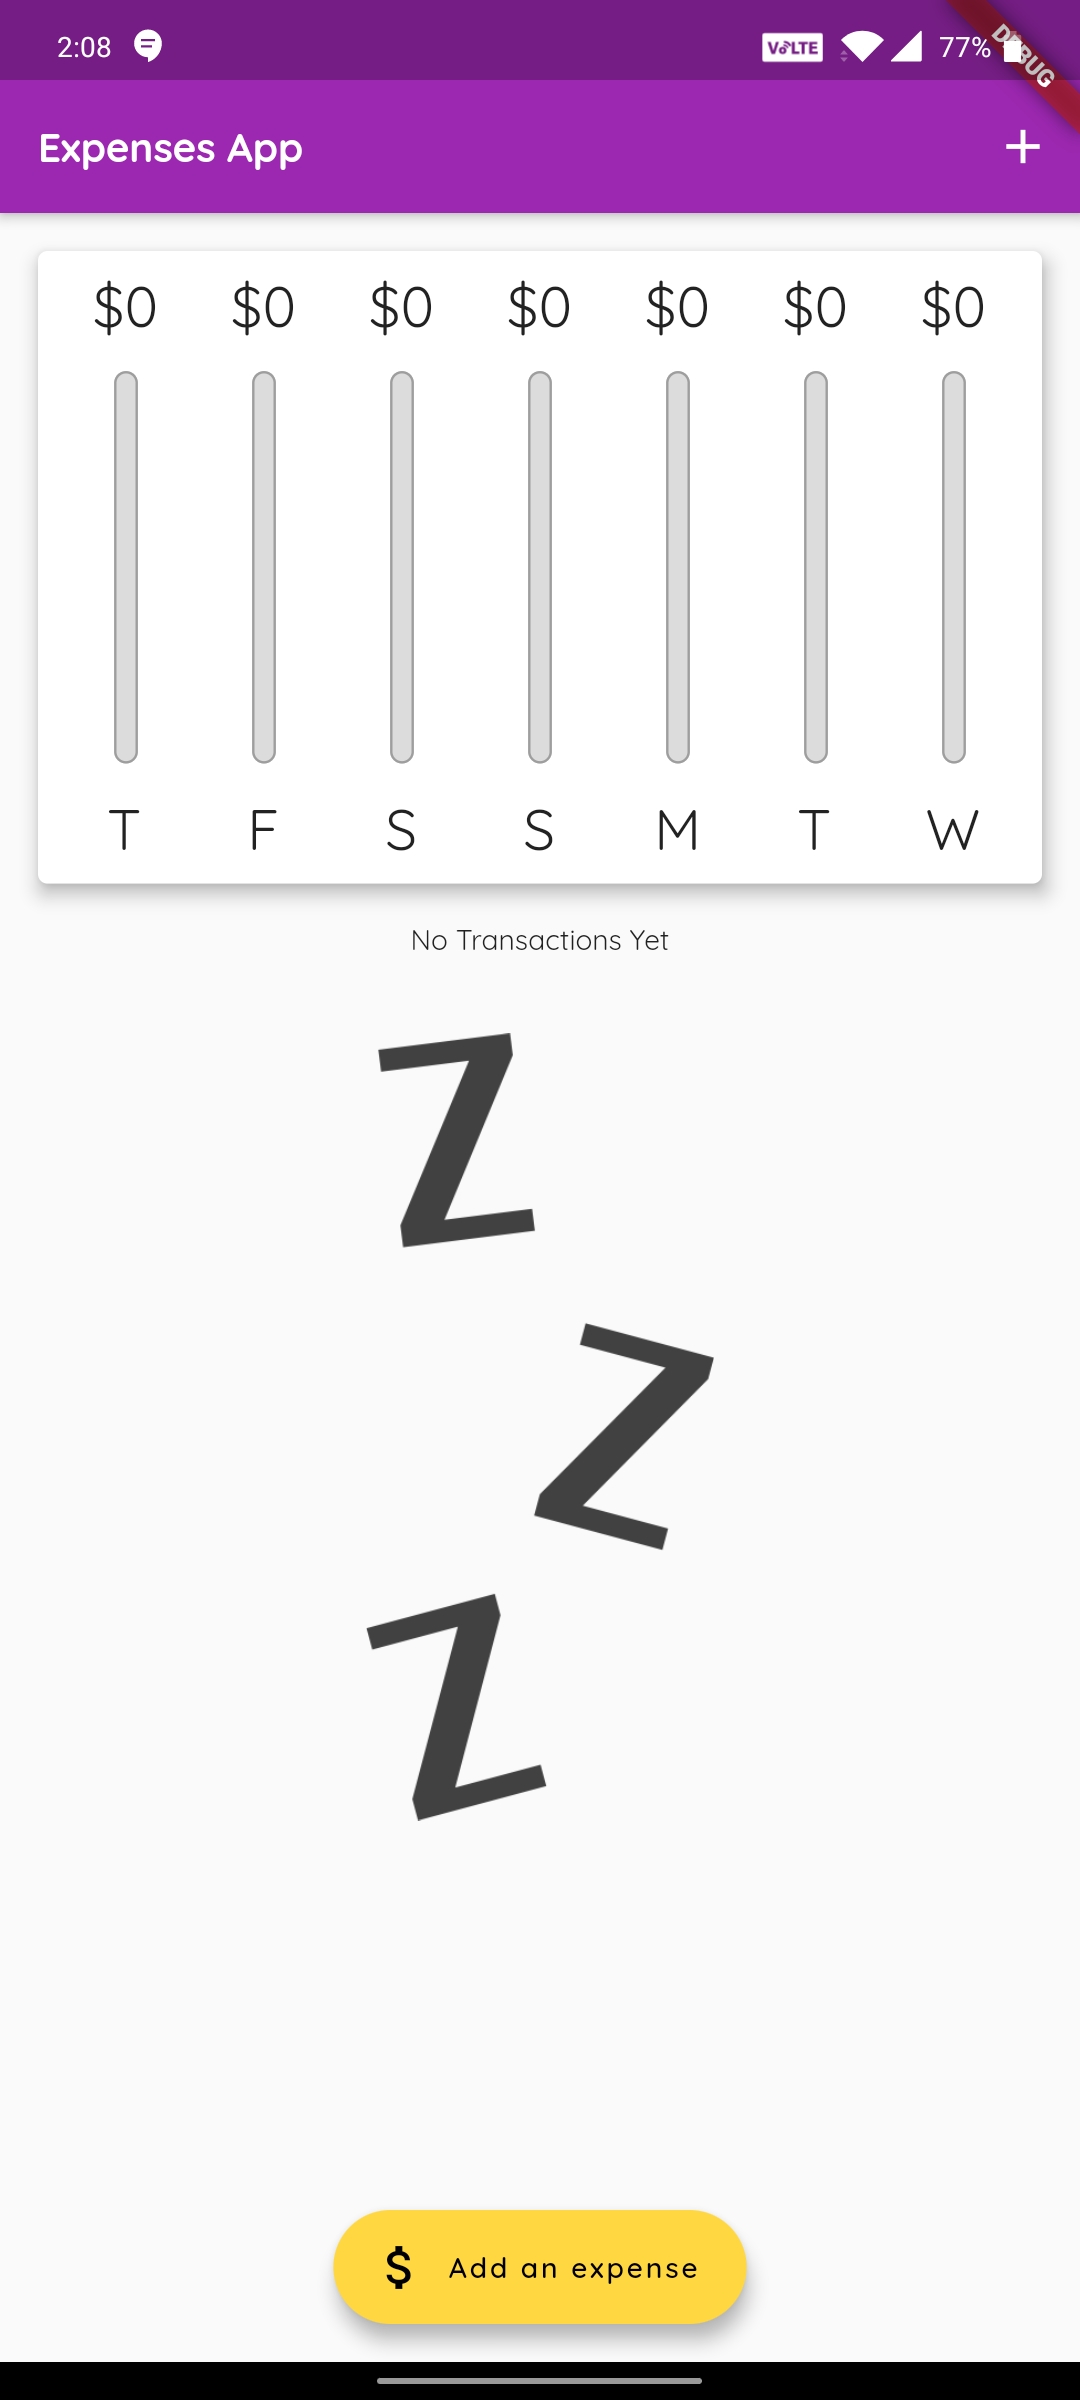 2:08 VoLTE 77%
DEBUG
Expenses App +
$0 $0 $0 $0 $0 $0 $0
T F S S M T W
No Transactions Yet
Z
Z
Z
$ Add an expense